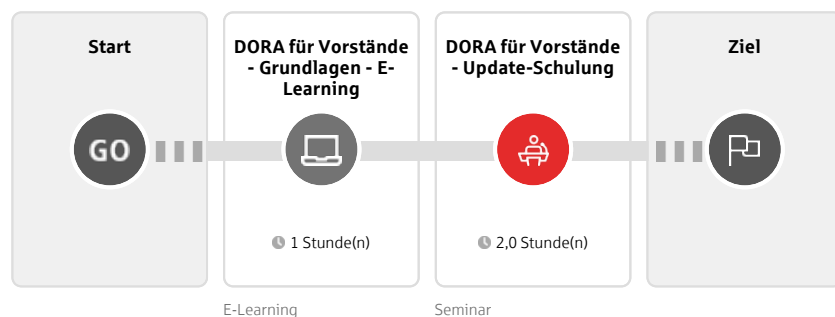 Start
GO
DORA für Vorstände
- Grundlagen - E-
Learning
1 Stunde(n)
E-Learning
DORA für Vorstände
- Update-Schulung
2,0 Stunde(n)
Seminar
Ziel